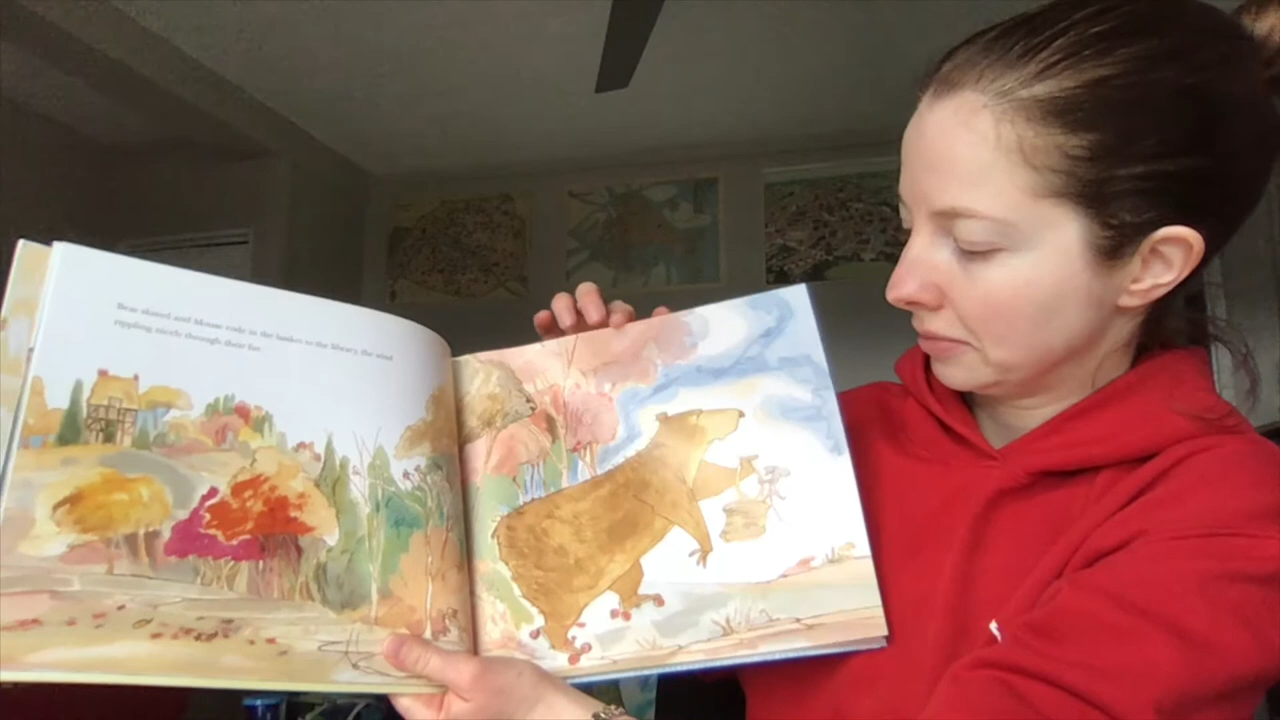 Bear skated and Mouse rode in the basket to the library, the wind
rippling nicely through their fur.